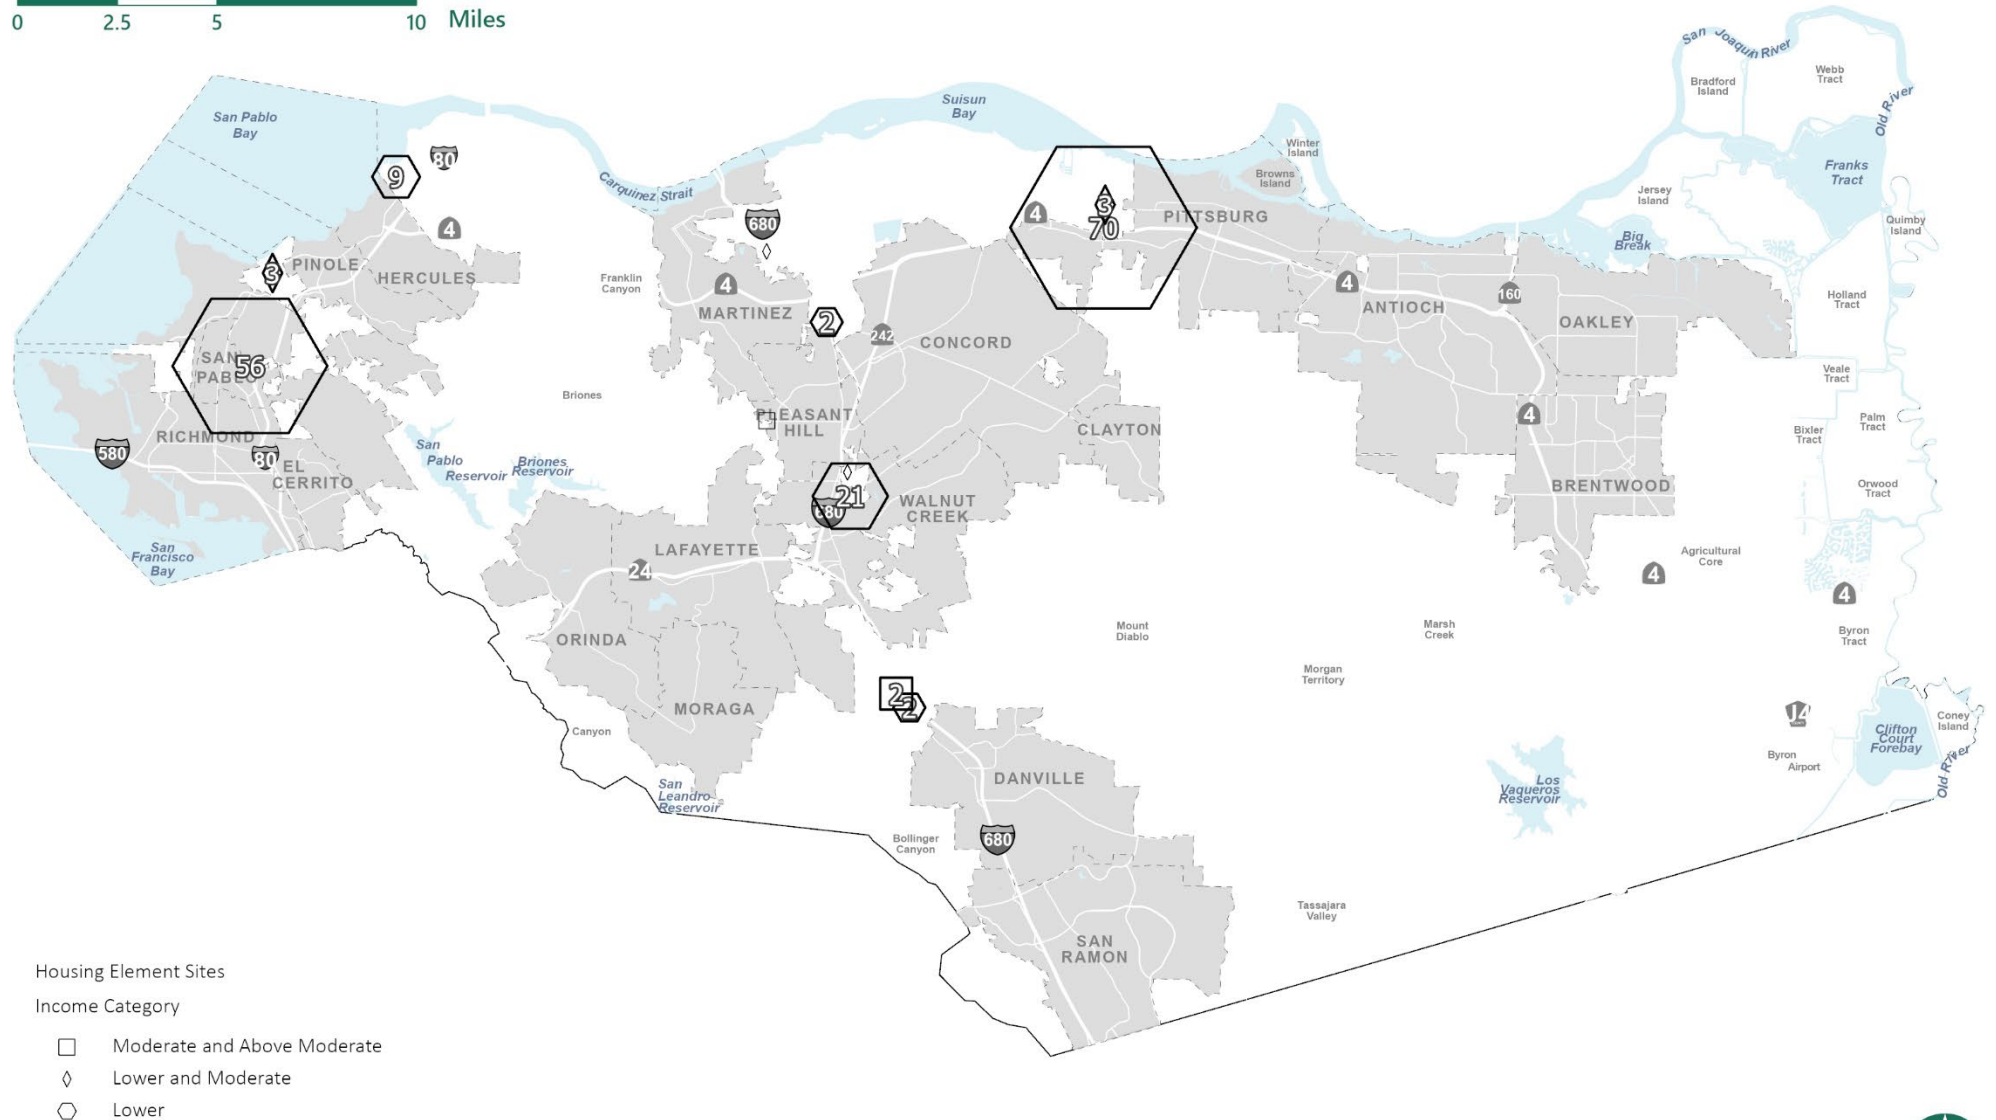 0 2.5 5 10 Miles
San Joaquin River
Webb
Tract
Bradford
Island
Old River
Suisun
Bay
San Pablo
Bay
Winter
Island
80
9
Franks
Tract
Browns
Island
Carquinez Strait
Jersey
Island
3
4
PITTSBURG
Quimby
Island
680
70
4
Big
Break
PINOLE
3
HERCULES
Franklin
Canyon
4
4
160
Holland
Tract
MARTINEZ
ANTIOCH
2
OAKLEY
242
CONCORD
SAN
PABLO
56
Veale
Tract
Briones
PLEASANT
HILL
4
Palm
Tract
CLAYTON
Bixler
Tract
RICHMOND
580
80
San
Pablo
Reservoir
Briones
Reservoir
EL
CERRITO
BRENTWOOD
Orwood
Tract
21
680
WALNUT
CREEK
San
Francisco
Bay
LAFAYETTE
24
Agricultural
Core
4
4
ORINDA
Mount
Diablo
Marsh
Creek
Byron
Tract
Morgan
Territory
2
2
MORAGA
Canyon
J4
Coney
Island
Clifton
Court
Forebay
Byron
Airport
Old River
DANVILLE
San
Leandro
Reservoir
Los
Vaqueros
Reservoir
Bollinger
Canyon
680
Tassajara
Valley
SAN
RAMON
Housing Element Sites
Income Category
Moderate and Above Moderate
Lower and Moderate
Lower